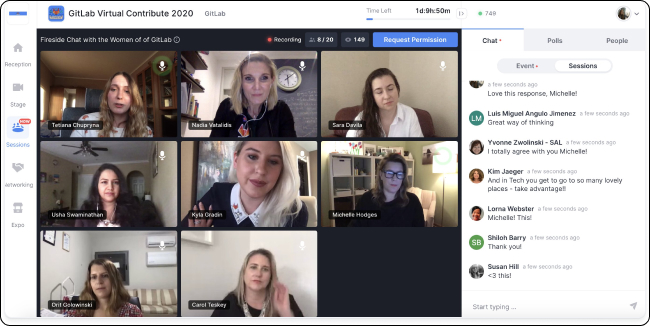 GitLab Virtual Contribute 2020
GitLab
Time Left
1d:9h:50m
749
Reception
Stage
Sessions
etworking
Expo
Fireside Chat with the Women of of GitLab
Recording
8 / 20
149
Request Permission
Tetiana Chupryna
Nadia Vatalidis
Sara Davila
Usha Swaminathan
Kyla Gradin
Michelle Hodges
Drit Golowinski
Carol Teskey
Chat
Polls
People
Event
Sessions
a few seconds ago
Love this response, Michelle!
LM
Luis Miguel Angulo Jimenez a few seconds ago
Great way of thinking
Yvonne Zwolinski - SAL a few seconds ago
I totally agree with you Michelle!
Kim Jaeger a few seconds ago
And in Tech you get to go to so many lovely
places - take advantage!!
Lorna Webster a few seconds ago
Michelle! This!
SB
Shiloh Barry a few seconds ago
Thank you!
Susan Hill a few seconds ago
<3 this!
Start typing ...